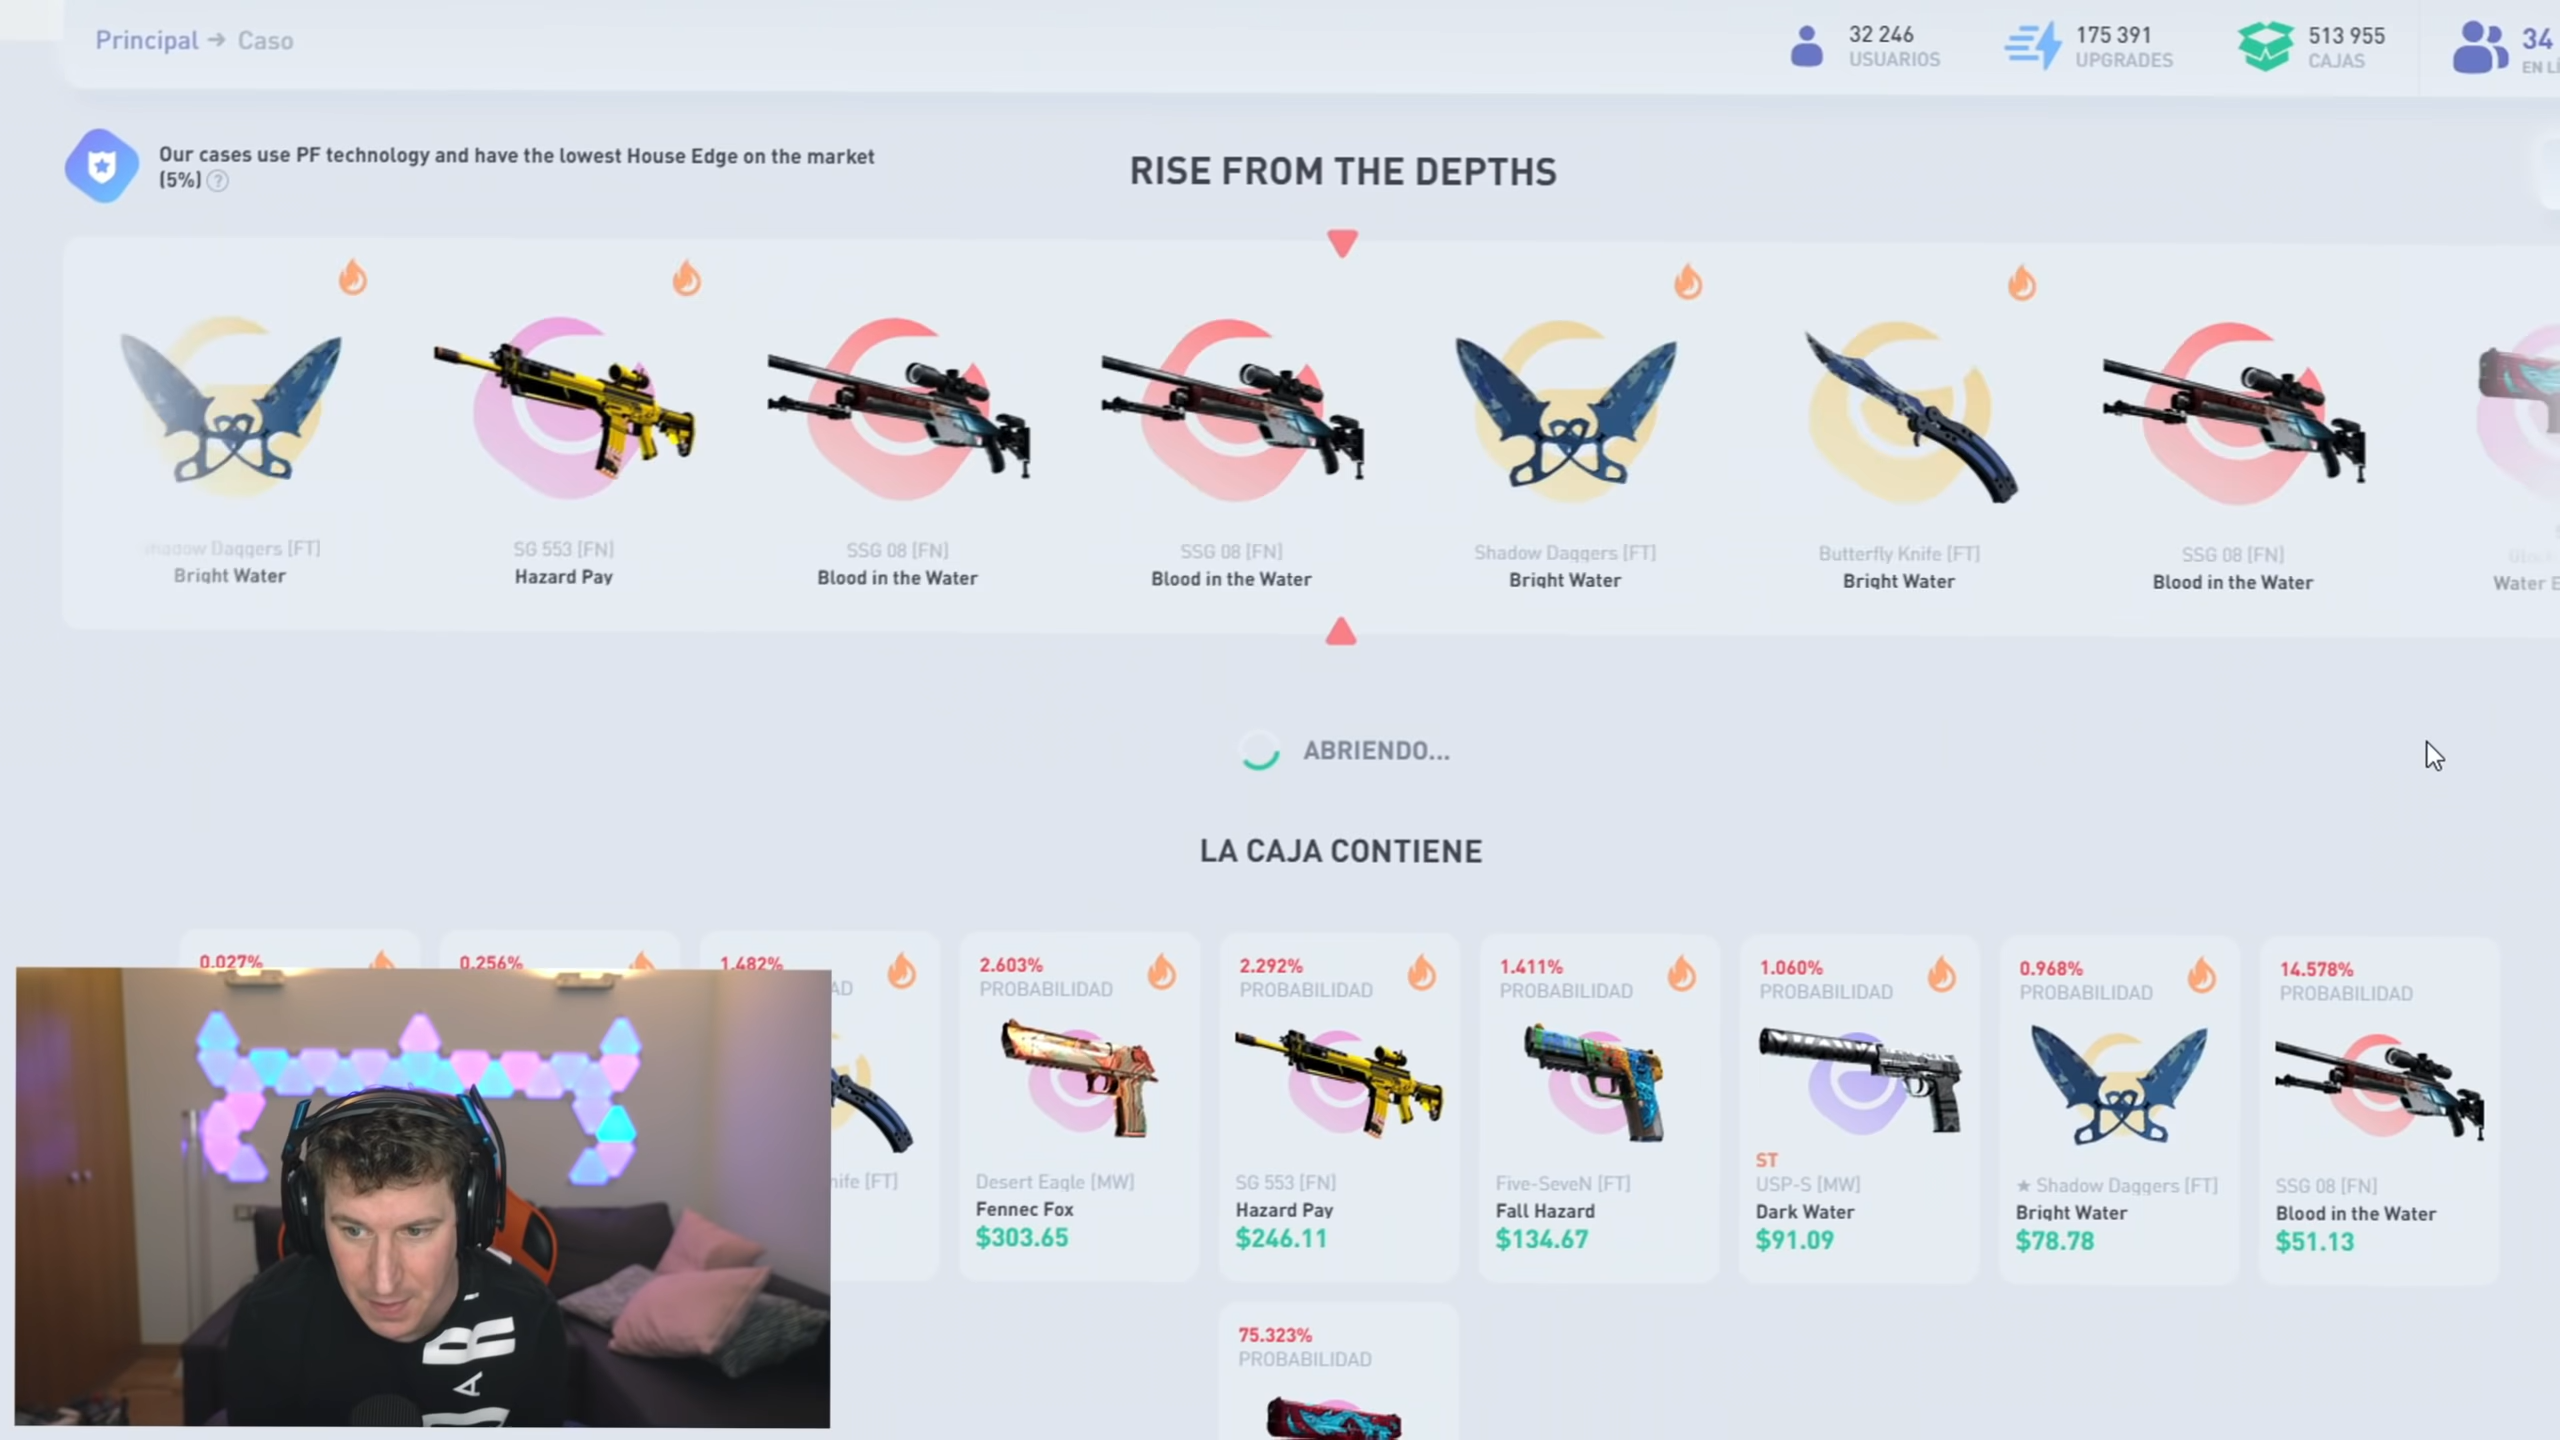 Principal → Caso
32 246
USUARIOS
175 391
UPGRADES
513 955
CAJAS
34
Our cases use PF technology and have the lowest House Edge on the market
(5%) ?
RISE FROM THE DEPTHS
Shadow Daggers [FT]
Bright Water
SG 553 [FN]
Hazard Pay
SSG 08 [FN]
Blood in the Water
SSG 08 [FN]
Blood in the Water
Shadow Daggers [FT]
Bright Water
Butterfly Knife [FT]
Bright Water
SSG 08 [FN]
Blood in the Water
Water
ABRIENDO...
LA CAJA CONTIENE
0.027%
0.256%
1.482%
[FT]
2.603%
PROBABILIDAD
Desert Eagle [MW]
Fennec Fox
$303.65
2.292%
PROBABILIDAD
SG 553 [FN]
Hazard Pay
$246.11
1.411%
PROBABILIDAD
Five-SeveN [FT]
Fall Hazard
$134.67
1.060%
PROBABILIDAD
ST
USP-S [MW]
Dark Water
$91.09
0.968%
PROBABILIDAD
★ Shadow Daggers [FT]
Bright Water
$78.78
14.578%
PROBABILIDAD
SSG 08 [FN]
Blood in the Water
$51.13
75.323%
PROBABILIDAD